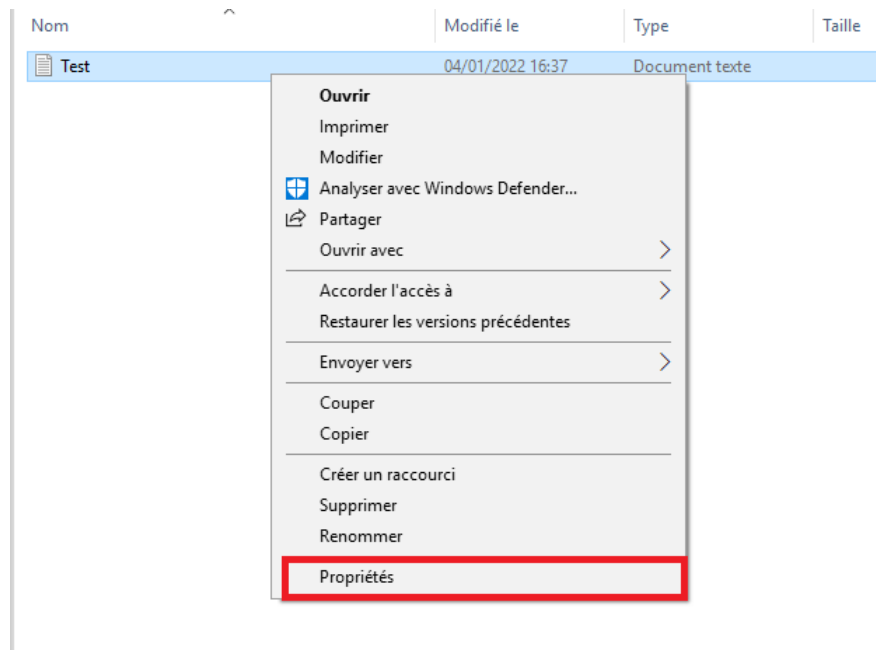 Nom Modifié le Type Taille
Test 04/01/2022 16:37 Document texte
Ouvrir
Imprimer
Modifier
Analyser avec Windows Defender...
Partager
Ouvrir avec
Accorder l'accès à
Restaurer les versions précédentes
Envoyer vers
Couper
Copier
Créer un raccourci
Supprimer
Renommer
Propriétés